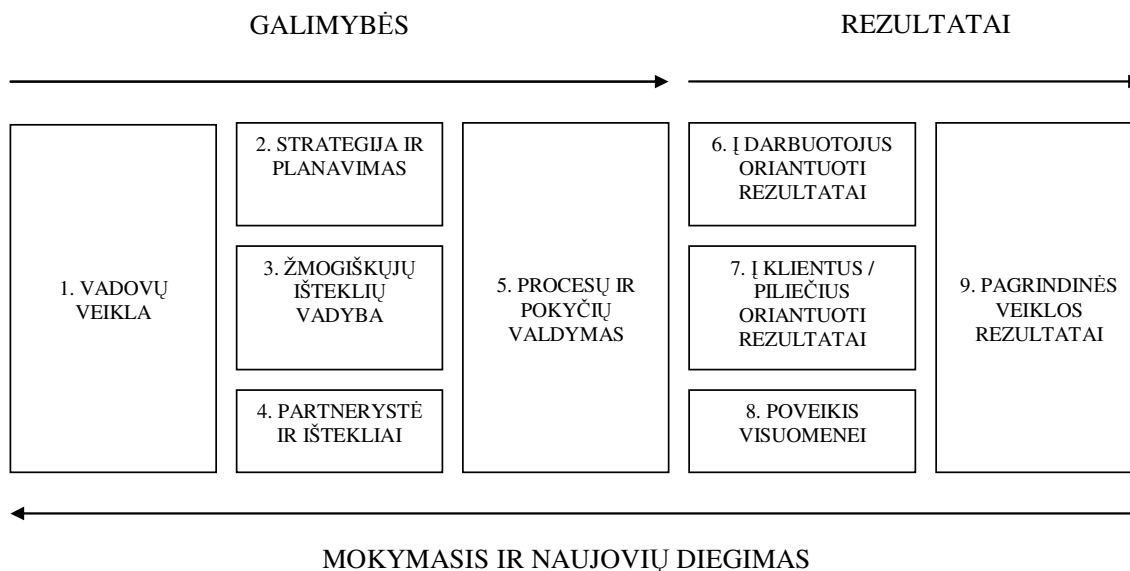 GALIMYBĖS
REZULTATAI
1. VADOVŲ
VEIKLA
2. STRATEGIJA IR
PLANAVIMAS
3. ŽMOGIŠKŲJŲ
IŠTEKLIŲ
VADYBA
4. PARTNERYSTĖ
IR IŠTEKLIAI
5. PROCESŲ IR
POKYČIŲ
VALDYMAS
6. Į DARBUOTOJUS
ORIANTUOTI
REZULTATAI
7. Į KLIENTUS /
PILIEČIUS
ORIANTUOTI
REZULTATAI
8. POVEIKIS
VISUOMENEI
9. PAGRINDINĖS
VEIKLOS
REZULTATAI
MOKYMASIS IR NAUJOVIŲ DIEGIMAS